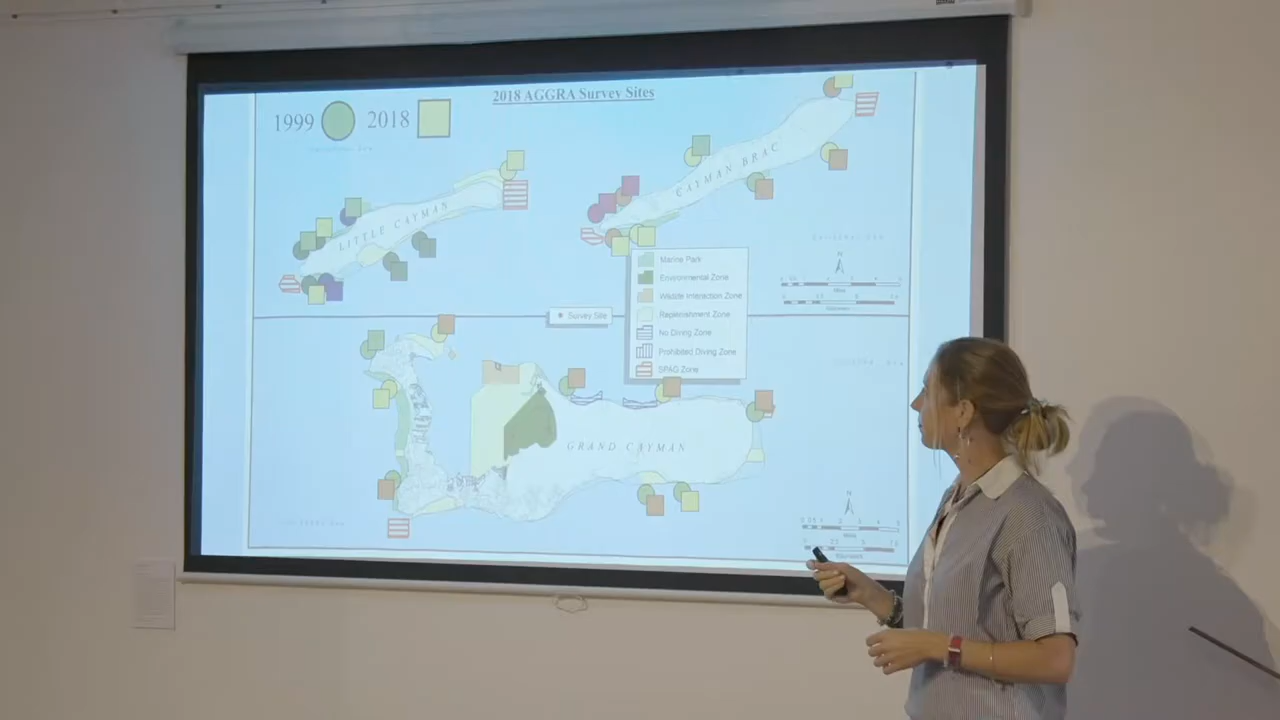 2018 AGGRA Survey Sites
1999
2018
LITTLE CAYMAN
CAYMAN BRAC
Marine Park
Environmental Zone
Wildlife Interaction Zone
Replenishment Zone
No Diving Zone
Prohibited Diving Zone
SPAG Zone
Survey Site
GRAND CAYMAN
N
N